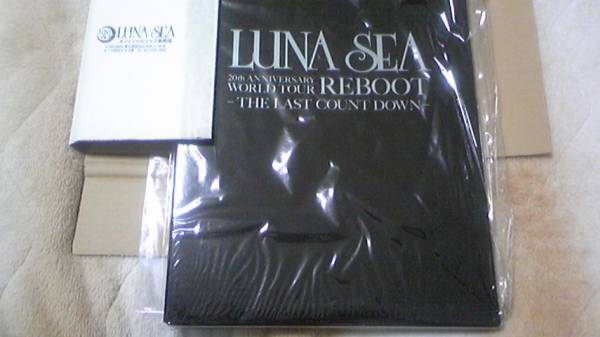 LUNA SEA
LUNA SEA
20th ANNIVERSARY
WORLD TOUR REBOOT
-THE LAST COUNT DOWN-